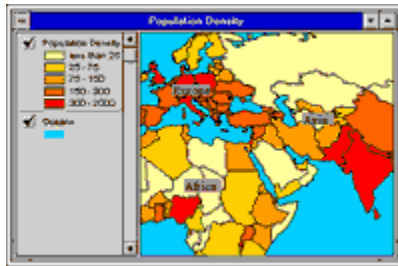 Population Density
Population Density
less than 25
25 - 75
75 - 150
150 - 300
300 - 2000
Oceans
Europe
Asia
Africa